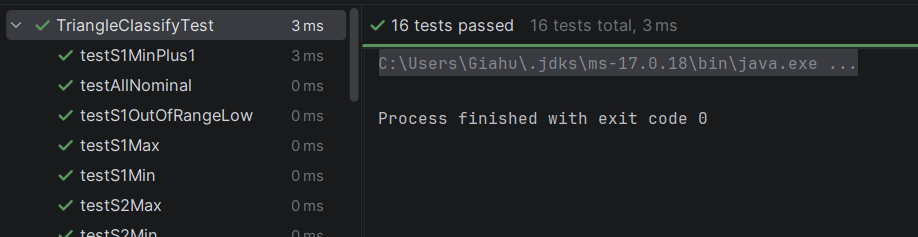 TriangleClassifyTest 3 ms
testS1MinPlus1 3 ms
testAllNominal 0 ms
testS1OutOfRangeLow 0 ms
testS1Max 0 ms
testS1Min 0 ms
testS2Max 0 ms
testS2Min 0 ms
16 tests passed 16 tests total, 3 ms
C:\Users\Giahu\.jdks\ms-17.0.18\bin\java.exe ...
Process finished with exit code 0